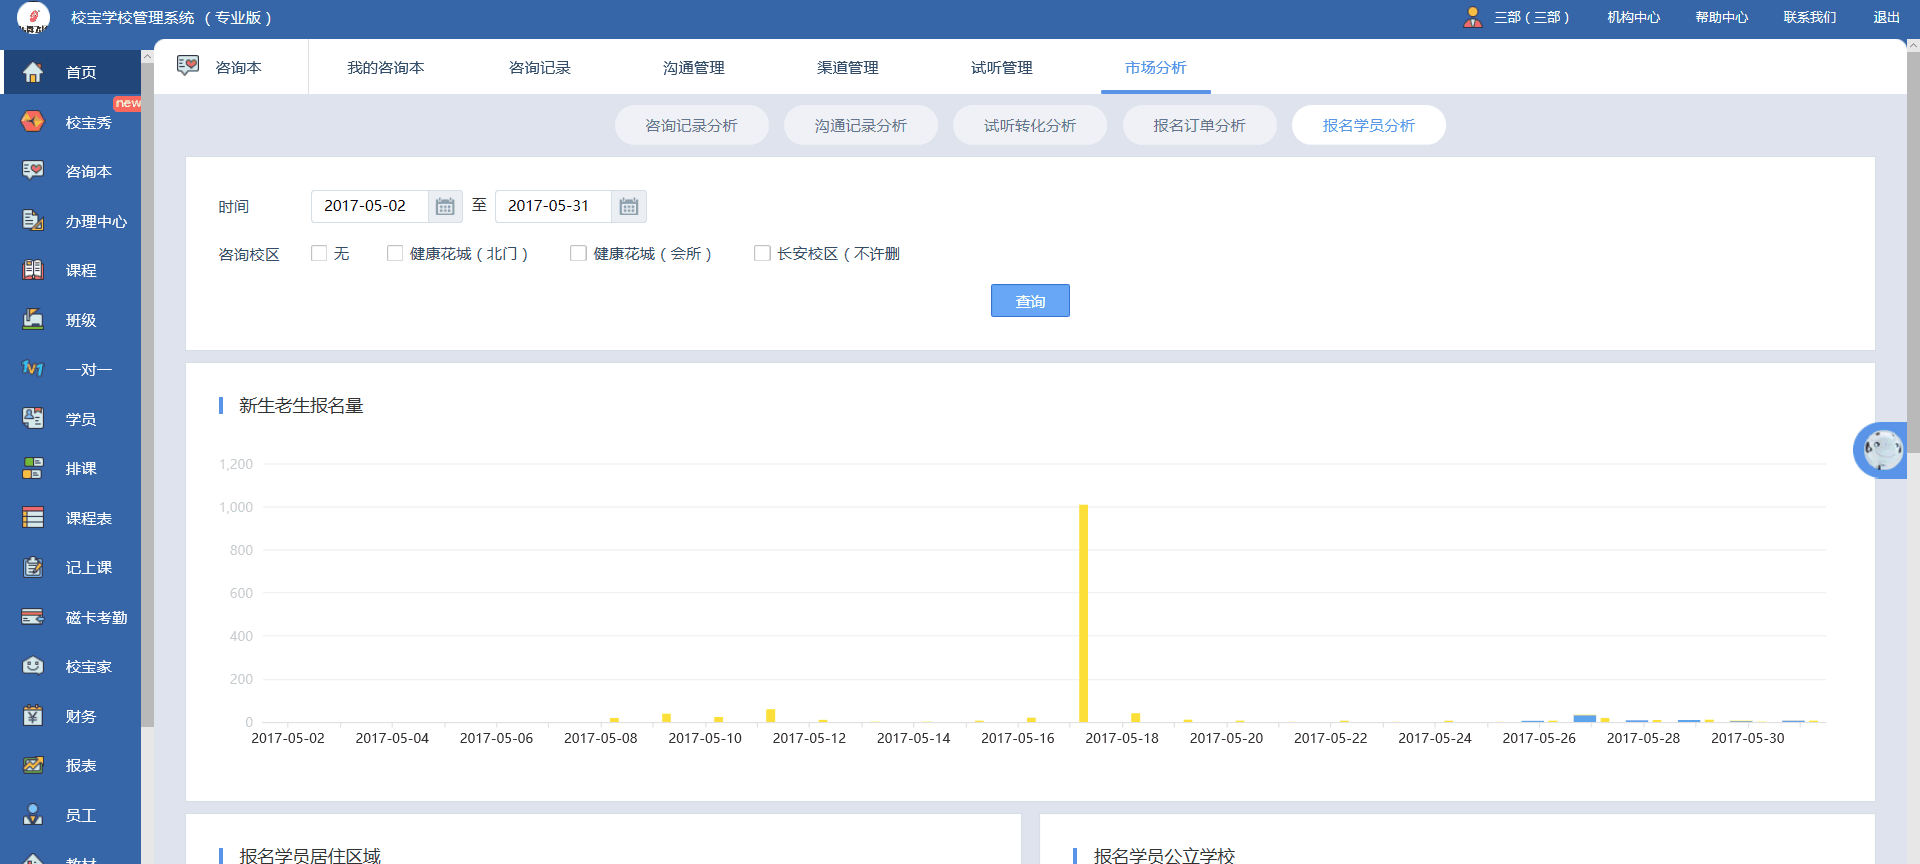 校宝学校管理系统 （专业版）
三部（三部） 机构中心 帮助中心 联系我们 退出
首页
new
校宝秀
咨询本
办理中心
课程
班级
一对一
学员
排课
课程表
记上课
磁卡考勤
校宝家
财务
报表
员工
教材
咨询本 我的咨询本 咨询记录 沟通管理 渠道管理 试听管理 市场分析
咨询记录分析 沟通记录分析 试听转化分析 报名订单分析 报名学员分析
时间 2017-05-02 至 2017-05-31
咨询校区 无 健康花城（北门） 健康花城（会所） 长安校区（不许删
查询
新生老生报名量
1,200
1,000
800
600
400
200
0
2017-05-02 2017-05-04 2017-05-06 2017-05-08 2017-05-10 2017-05-12 2017-05-14 2017-05-16 2017-05-18 2017-05-20 2017-05-22 2017-05-24 2017-05-26 2017-05-28 2017-05-30
报名学员居住区域 报名学员公立学校